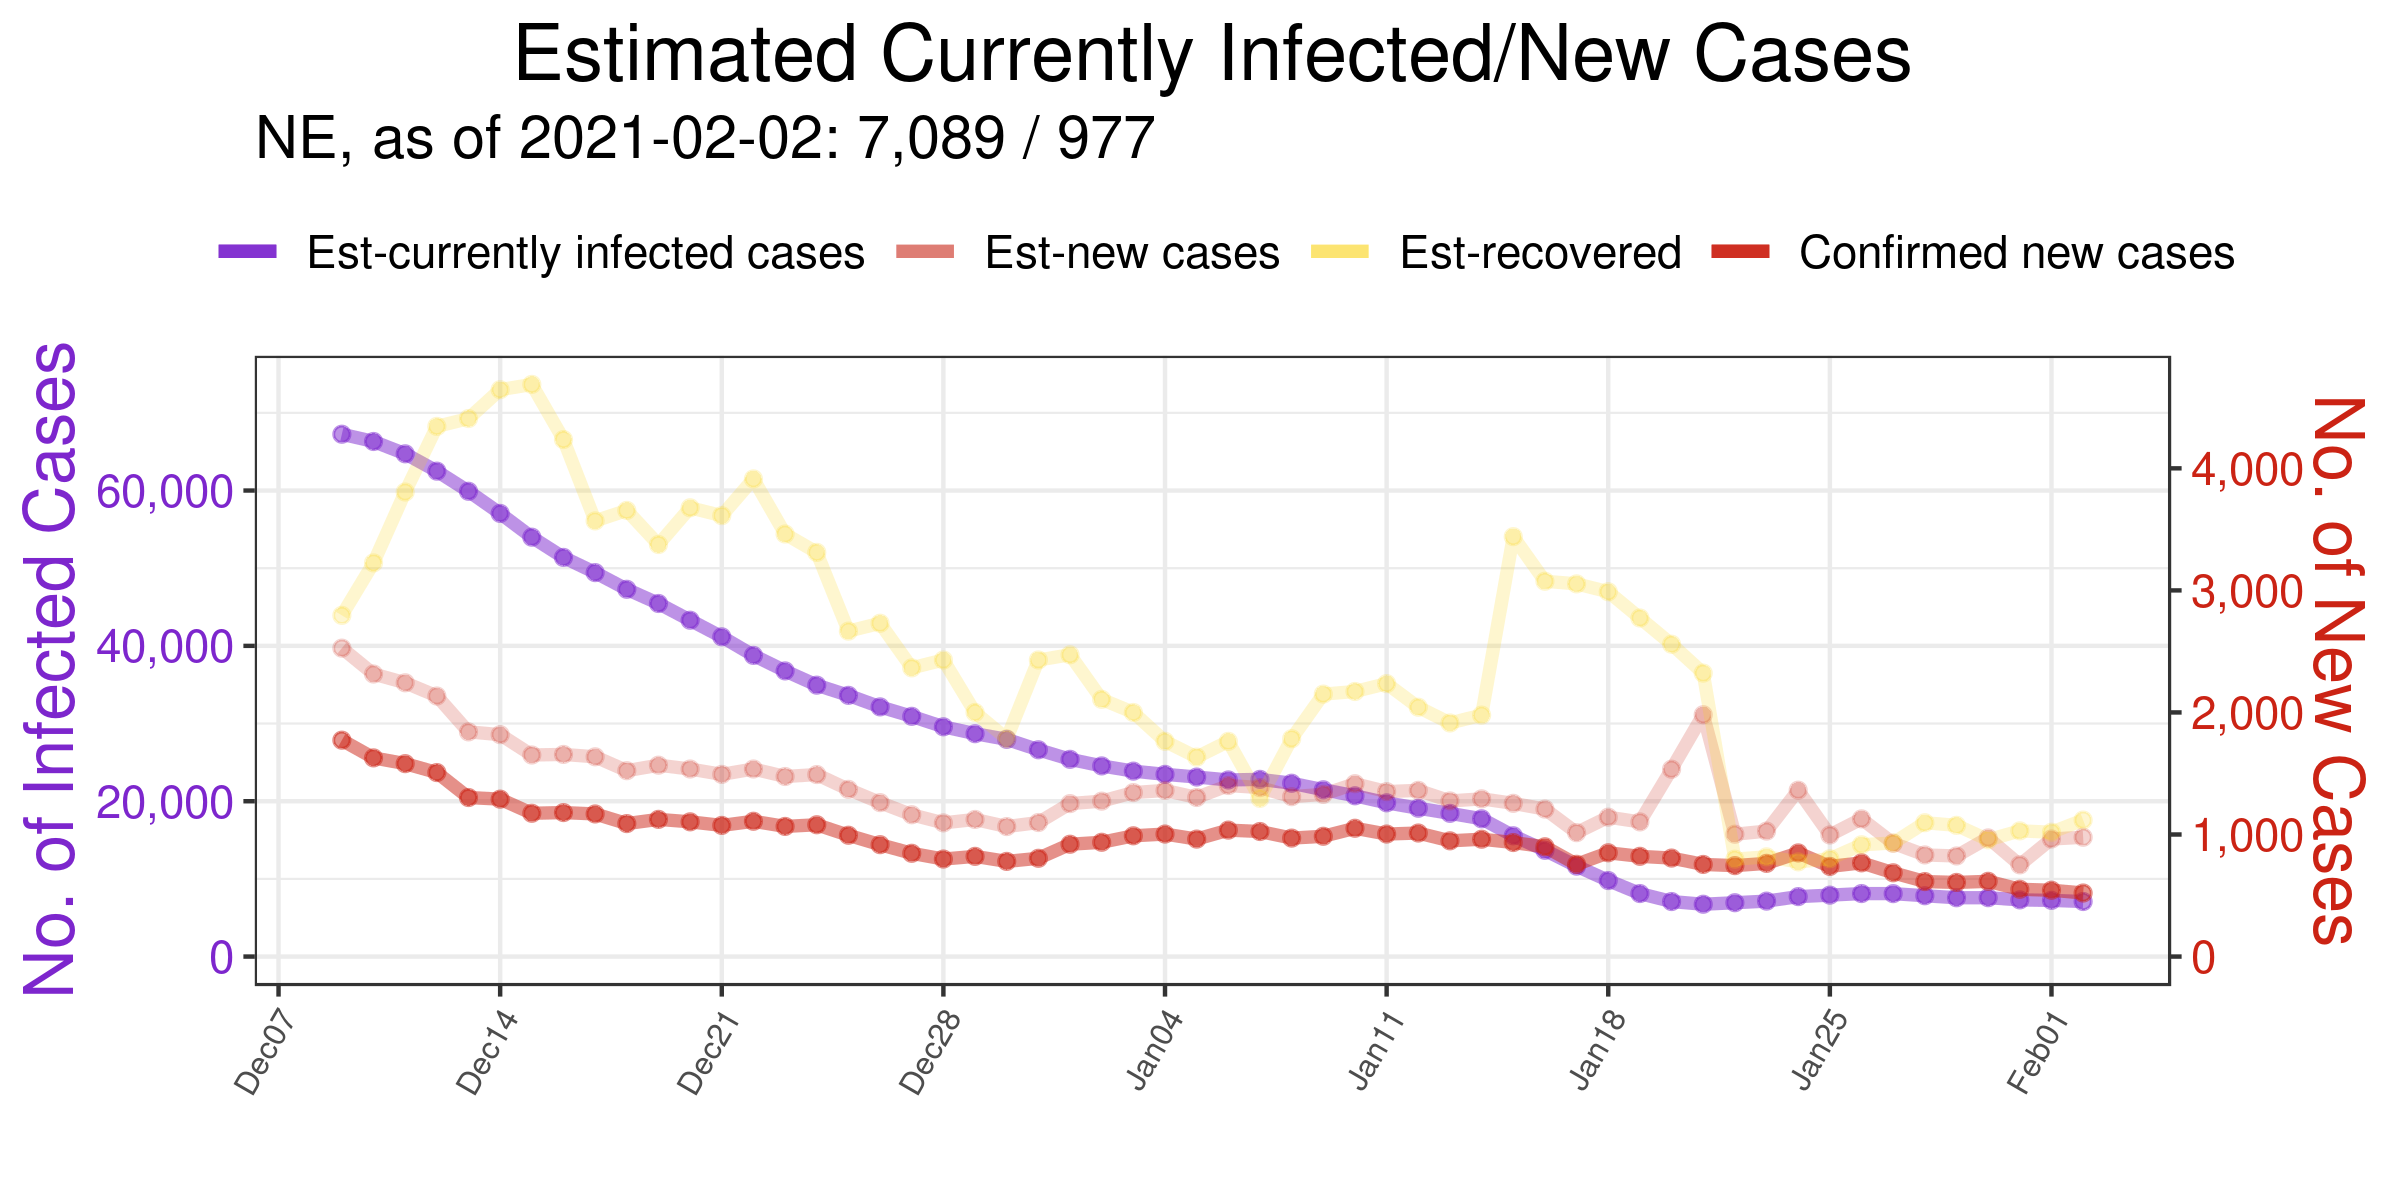 Estimated Currently Infected/New Cases
NE, as of 2021-02-02: 7,089 / 977
Est-currently infected cases Est-new cases Est-recovered Confirmed new cases
No. of Infected Cases
60,000
40,000
20,000
0
4,000
3,000
2,000
1,000
0
No. of New Cases
Dec07 Dec14 Dec21 Dec28 Jan04 Jan11 Jan18 Jan25 Feb01